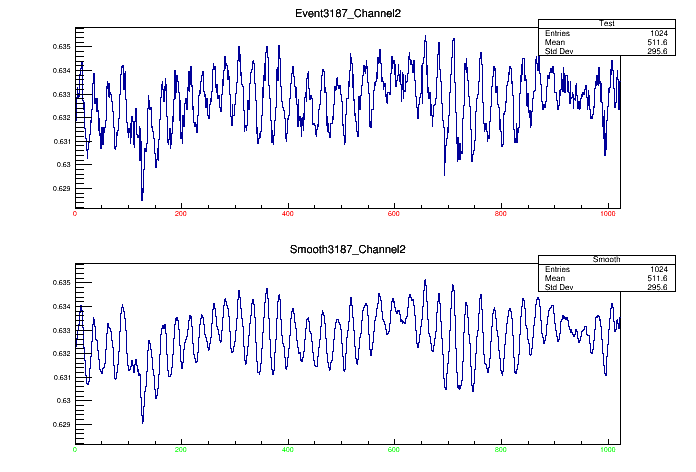 Event3187_Channel2
Test
Entries 1024
Mean 511.6
Std Dev 295.6
0.635
0.634
0.633
0.632
0.631
0.63
0.629
0 200 400 600 800 1000
Smooth3187_Channel2
Smooth
Entries 1024
Mean 511.6
Std Dev 295.6
0.635
0.634
0.633
0.632
0.631
0.63
0.629
0 200 400 600 800 1000